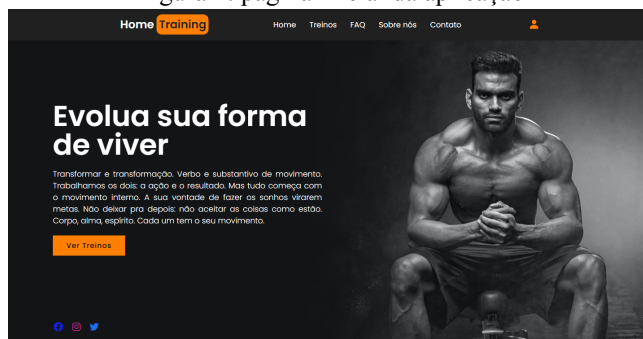 Home Training
Home Treinos FAQ Sobre nós Contato
Evolua sua forma
de viver
Transformar e transformação. Verbo e substantivo de movimento.
Trabalhamos os dois: a ação e o resultado. Mas tudo começa com
o movimento interno. A sua vontade de fazer os sonhos virarem
metas. Não deixar pra depois: não aceitar as coisas como estão.
Corpo, alma, espírito. Cada um tem o seu movimento.
Ver Treinos